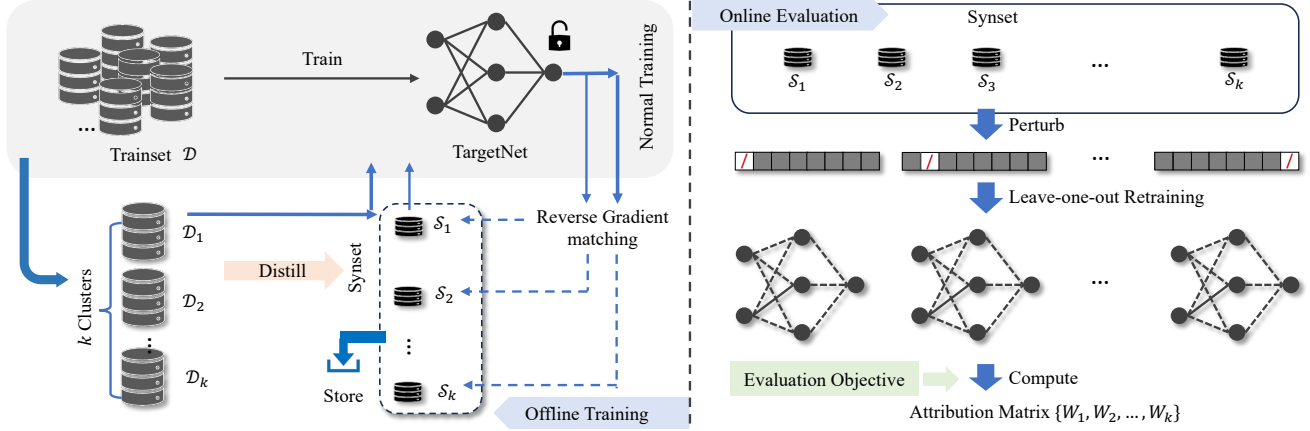 Train
...
Trainset 𝒟
TargetNet
Normal Training
k Clusters
𝒟₁
𝒟₂
⋮
𝒟ₖ
Distill
Synset
𝒮₁
𝒮₂
⋮
𝒮ₖ
Store
Reverse Gradient
matching
Offline Training
Online Evaluation
Synset
𝒮₁ 𝒮₂ 𝒮₃ ... 𝒮ₖ
Perturb
/ / ... /
Leave-one-out Retraining
...
Evaluation Objective
Compute
Attribution Matrix {W₁, W₂, ..., Wₖ}